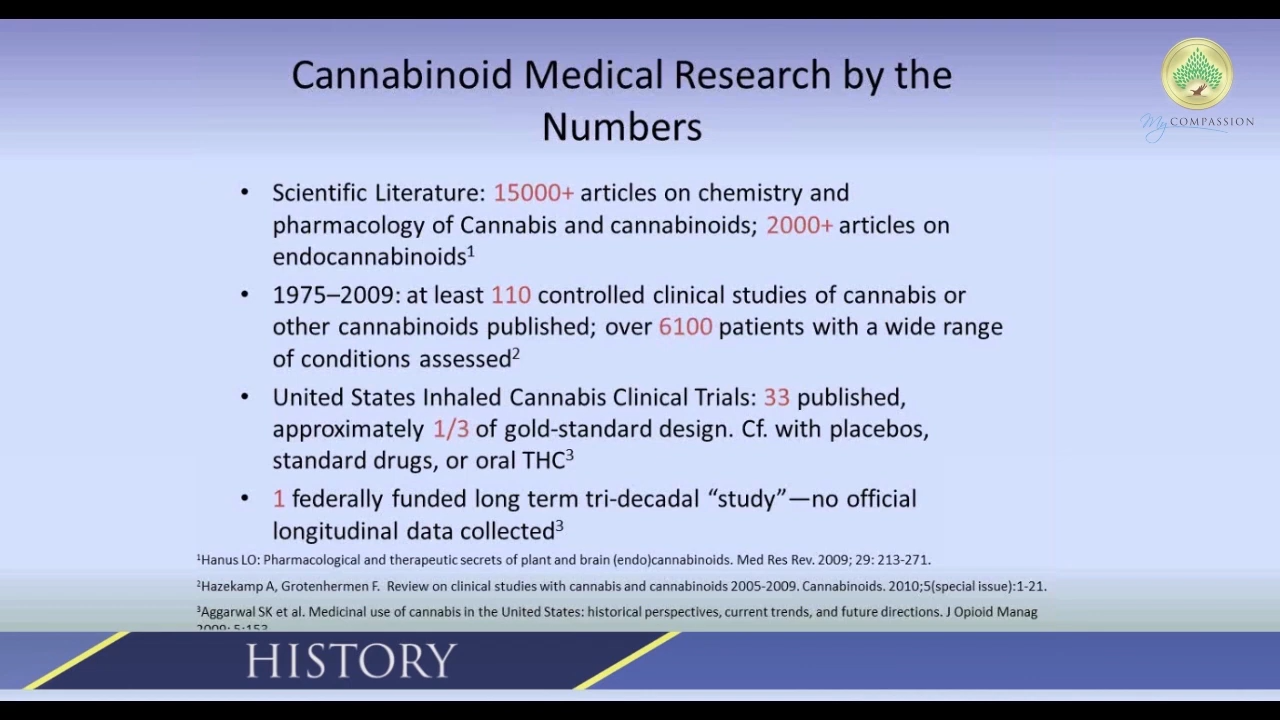 Cannabinoid Medical Research by the
Numbers
My COMPASSION
• Scientific Literature: 15000+ articles on chemistry and
pharmacology of Cannabis and cannabinoids; 2000+ articles on
endocannabinoids¹
• 1975–2009: at least 110 controlled clinical studies of cannabis or
other cannabinoids published; over 6100 patients with a wide range
of conditions assessed²
• United States Inhaled Cannabis Clinical Trials: 33 published,
approximately 1/3 of gold-standard design. Cf. with placebos,
standard drugs, or oral THC³
• 1 federally funded long term tri-decadal “study”—no official
longitudinal data collected³
¹Hanus LO: Pharmacological and therapeutic secrets of plant and brain (endo)cannabinoids. Med Res Rev. 2009; 29: 213-271.
²Hazekamp A, Grotenhermen F. Review on clinical studies with cannabis and cannabinoids 2005-2009. Cannabinoids. 2010;5(special issue):1-21.
³Aggarwal SK et al. Medicinal use of cannabis in the United States: historical perspectives, current trends, and future directions. J Opioid Manag
2009; 5:153
HISTORY